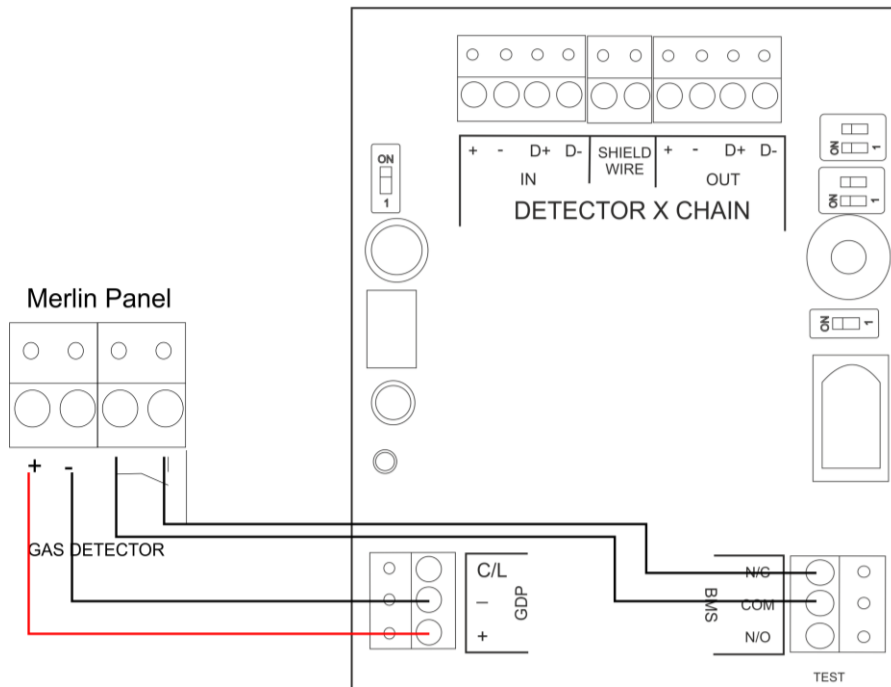 + - D+ D- SHIELD WIRE + - D+ D-
IN OUT
DETECTOR X CHAIN
ON
1
ON 1
ON 1
ON 1
Merlin Panel
+ -
GAS DETECTOR
C/L
–
+
GDP
BMS
N/C
COM
N/O
TEST